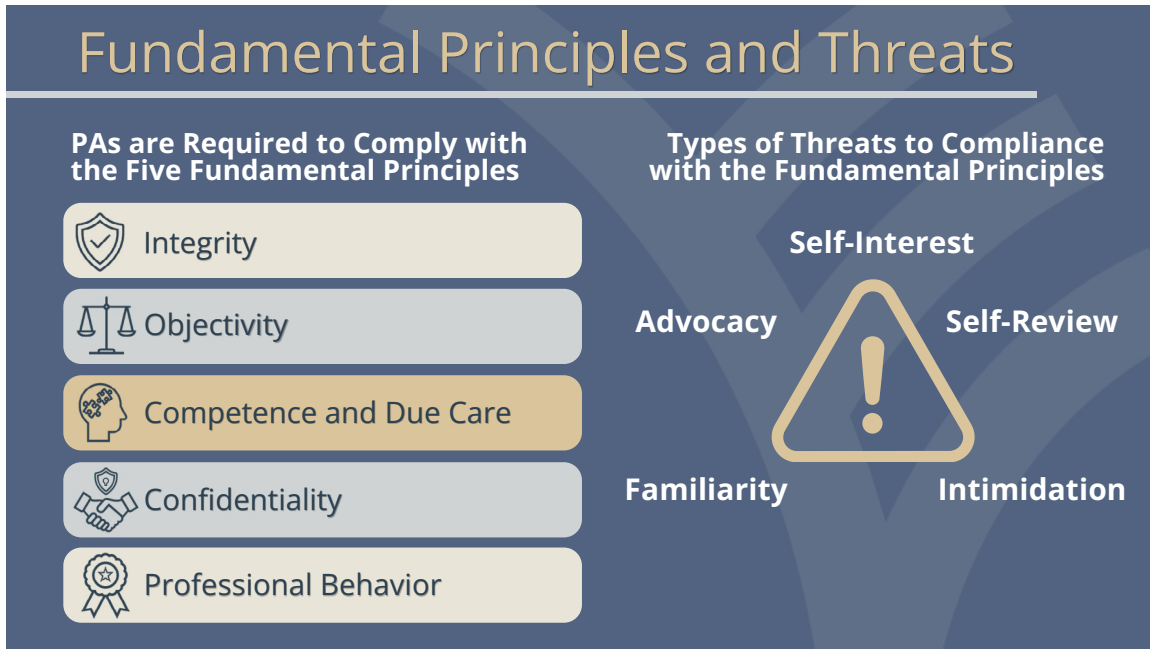 Fundamental Principles and Threats
PAs are Required to Comply with
the Five Fundamental Principles
Integrity
Objectivity
Competence and Due Care
Confidentiality
Professional Behavior
Types of Threats to Compliance
with the Fundamental Principles
Self-Interest
Advocacy
Self-Review
Familiarity
Intimidation